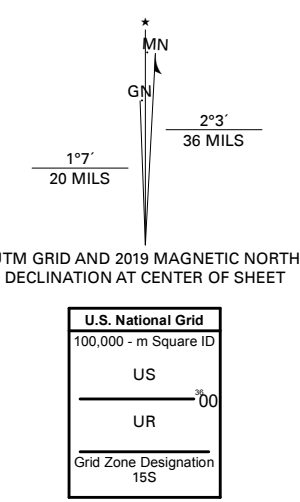 ★
MN
GN
2°3´
36 MILS
1°7´
20 MILS
UTM GRID AND 2019 MAGNETIC NORTH
DECLINATION AT CENTER OF SHEET
U.S. National Grid
100,000 - m Square ID
US
3600
UR
Grid Zone Designation
15S